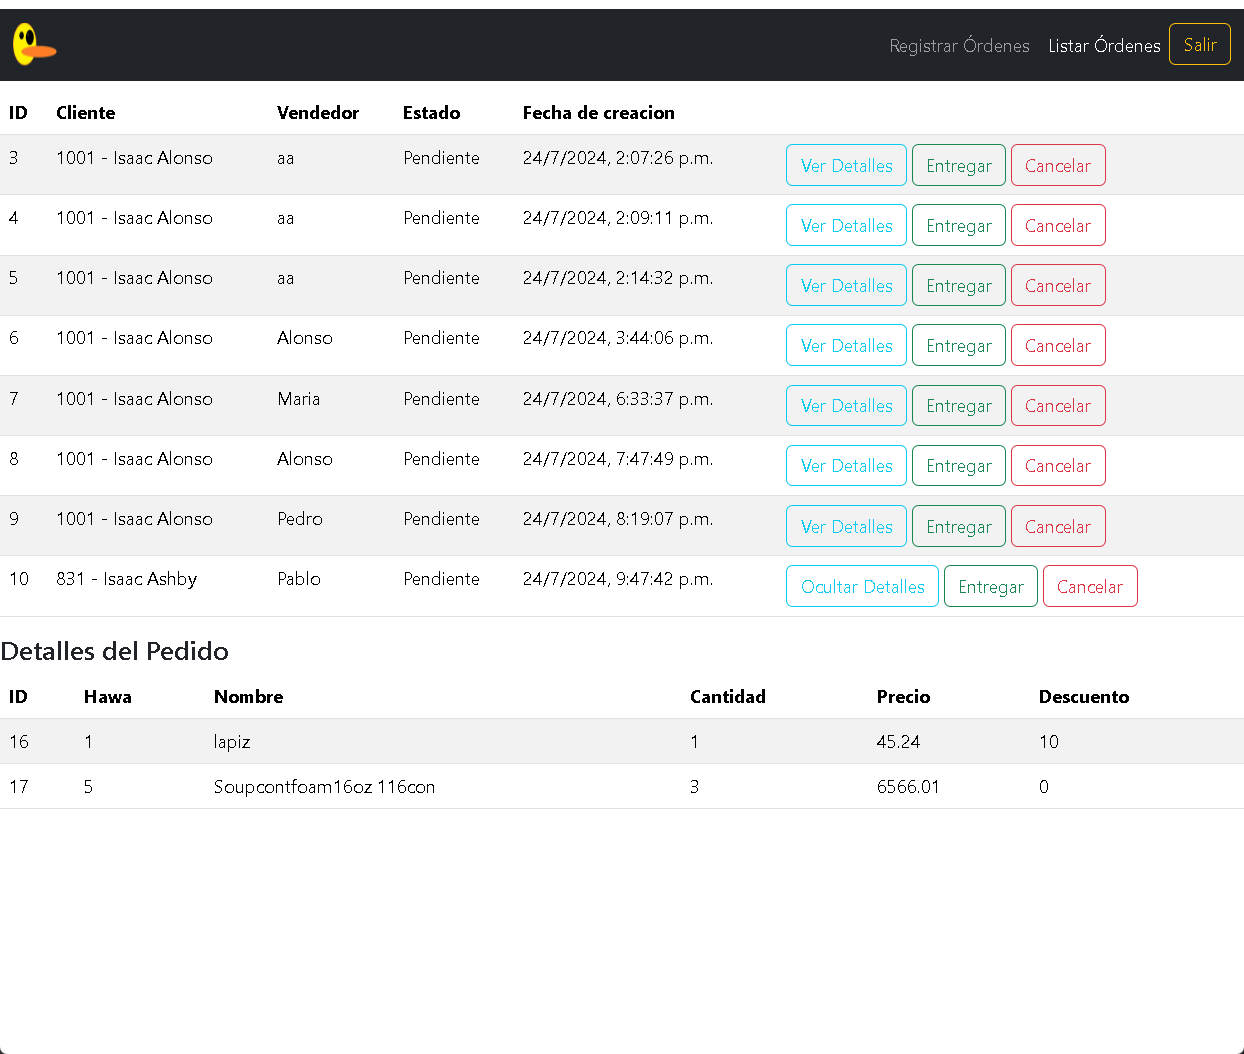 Registrar Órdenes Listar Órdenes Salir
ID Cliente Vendedor Estado Fecha de creacion
3 1001 - Isaac Alonso aa Pendiente 24/7/2024, 2:07:26 p.m. Ver Detalles Entregar Cancelar
4 1001 - Isaac Alonso aa Pendiente 24/7/2024, 2:09:11 p.m. Ver Detalles Entregar Cancelar
5 1001 - Isaac Alonso aa Pendiente 24/7/2024, 2:14:32 p.m. Ver Detalles Entregar Cancelar
6 1001 - Isaac Alonso Alonso Pendiente 24/7/2024, 3:44:06 p.m. Ver Detalles Entregar Cancelar
7 1001 - Isaac Alonso Maria Pendiente 24/7/2024, 6:33:37 p.m. Ver Detalles Entregar Cancelar
8 1001 - Isaac Alonso Alonso Pendiente 24/7/2024, 7:47:49 p.m. Ver Detalles Entregar Cancelar
9 1001 - Isaac Alonso Pedro Pendiente 24/7/2024, 8:19:07 p.m. Ver Detalles Entregar Cancelar
10 831 - Isaac Ashby Pablo Pendiente 24/7/2024, 9:47:42 p.m. Ocultar Detalles Entregar Cancelar
Detalles del Pedido
ID Hawa Nombre Cantidad Precio Descuento
16 1 lapiz 1 45.24 10
17 5 Soupcontfoam16oz 116con 3 6566.01 0